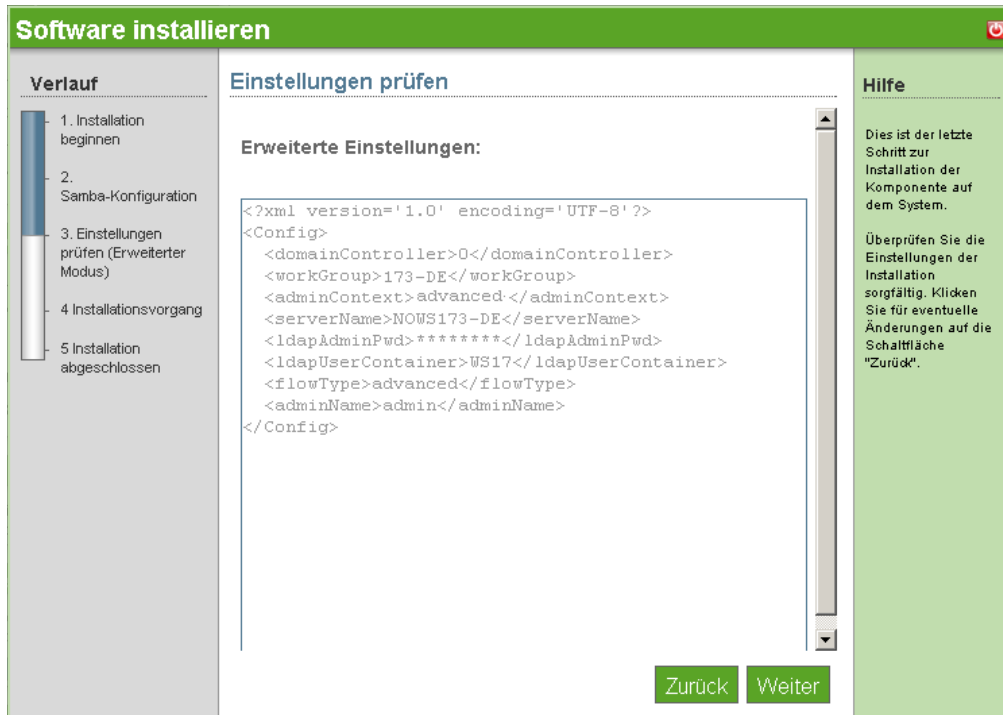 Software installieren
Verlauf
1. Installation
beginnen
2.
Samba-Konfiguration
3. Einstellungen
prüfen (Erweiterter
Modus)
4 Installationsvorgang
5 Installation
abgeschlossen
Einstellungen prüfen
Erweiterte Einstellungen:
<?xml version='1.0' encoding='UTF-8'?>
<Config>
<domainController>0</domainController>
<workGroup>173-DE</workGroup>
<adminContext>advanced</adminContext>
<serverName>NOWS173-DE</serverName>
<ldapAdminPwd>********</ldapAdminPwd>
<ldapUserContainer>WS17</ldapUserContainer>
<flowType>advanced</flowType>
<adminName>admin</adminName>
</Config>
Zurück
Weiter
Hilfe
Dies ist der letzte
Schritt zur
Installation der
Komponente auf
dem System.
Überprüfen Sie die
Einstellungen der
Installation
sorgfältig. Klicken
Sie für eventuelle
Änderungen auf die
Schaltfläche
"Zurück".